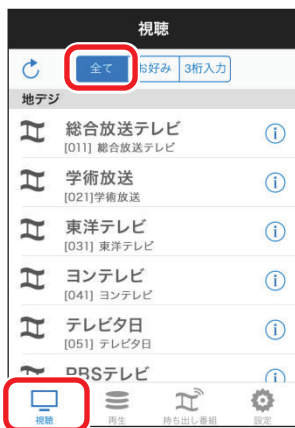 視聴
全て お好み 3桁入力
地デジ
総合放送テレビ
[011] 総合放送テレビ
学術放送
[021]学術放送
東洋テレビ
[031] 東洋テレビ
ヨンテレビ
[041] ヨンテレビ
テレビ夕日
[051] テレビ夕日
PBSテレビ
視聴 再生 持ち出し番組 設定